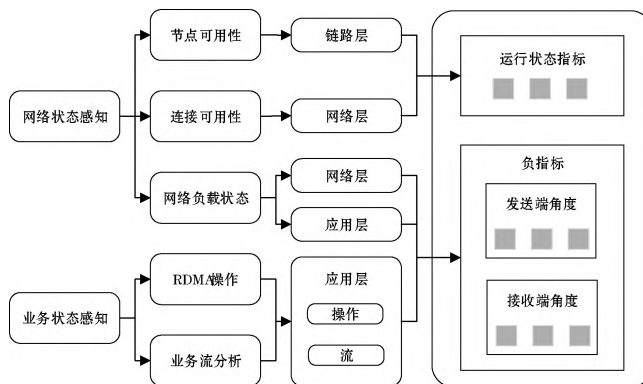 节点可用性
链路层
运行状态指标
网络状态感知
连接可用性
网络层
负指标
网络负载状态
网络层
发送端角度
应用层
RDMA操作
应用层
业务状态感知
操作
接收端角度
业务流分析
流